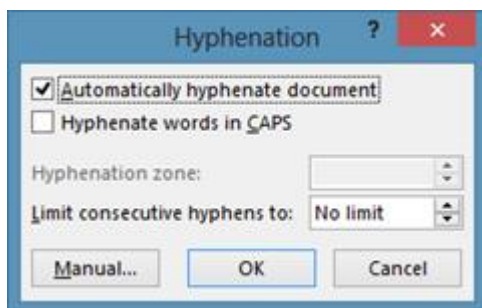 Hyphenation ?
Automatically hyphenate document
Hyphenate words in CAPS
Hyphenation zone:
Limit consecutive hyphens to: No limit
Manual... OK Cancel